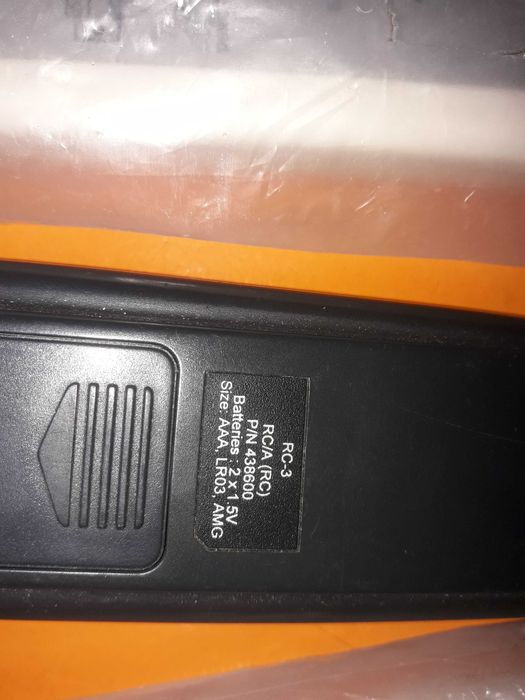 RC-3
RC/A (RC)
P/N 438600
Batteries : 2 x 1.5V
Size: AAA, LR03, AMG